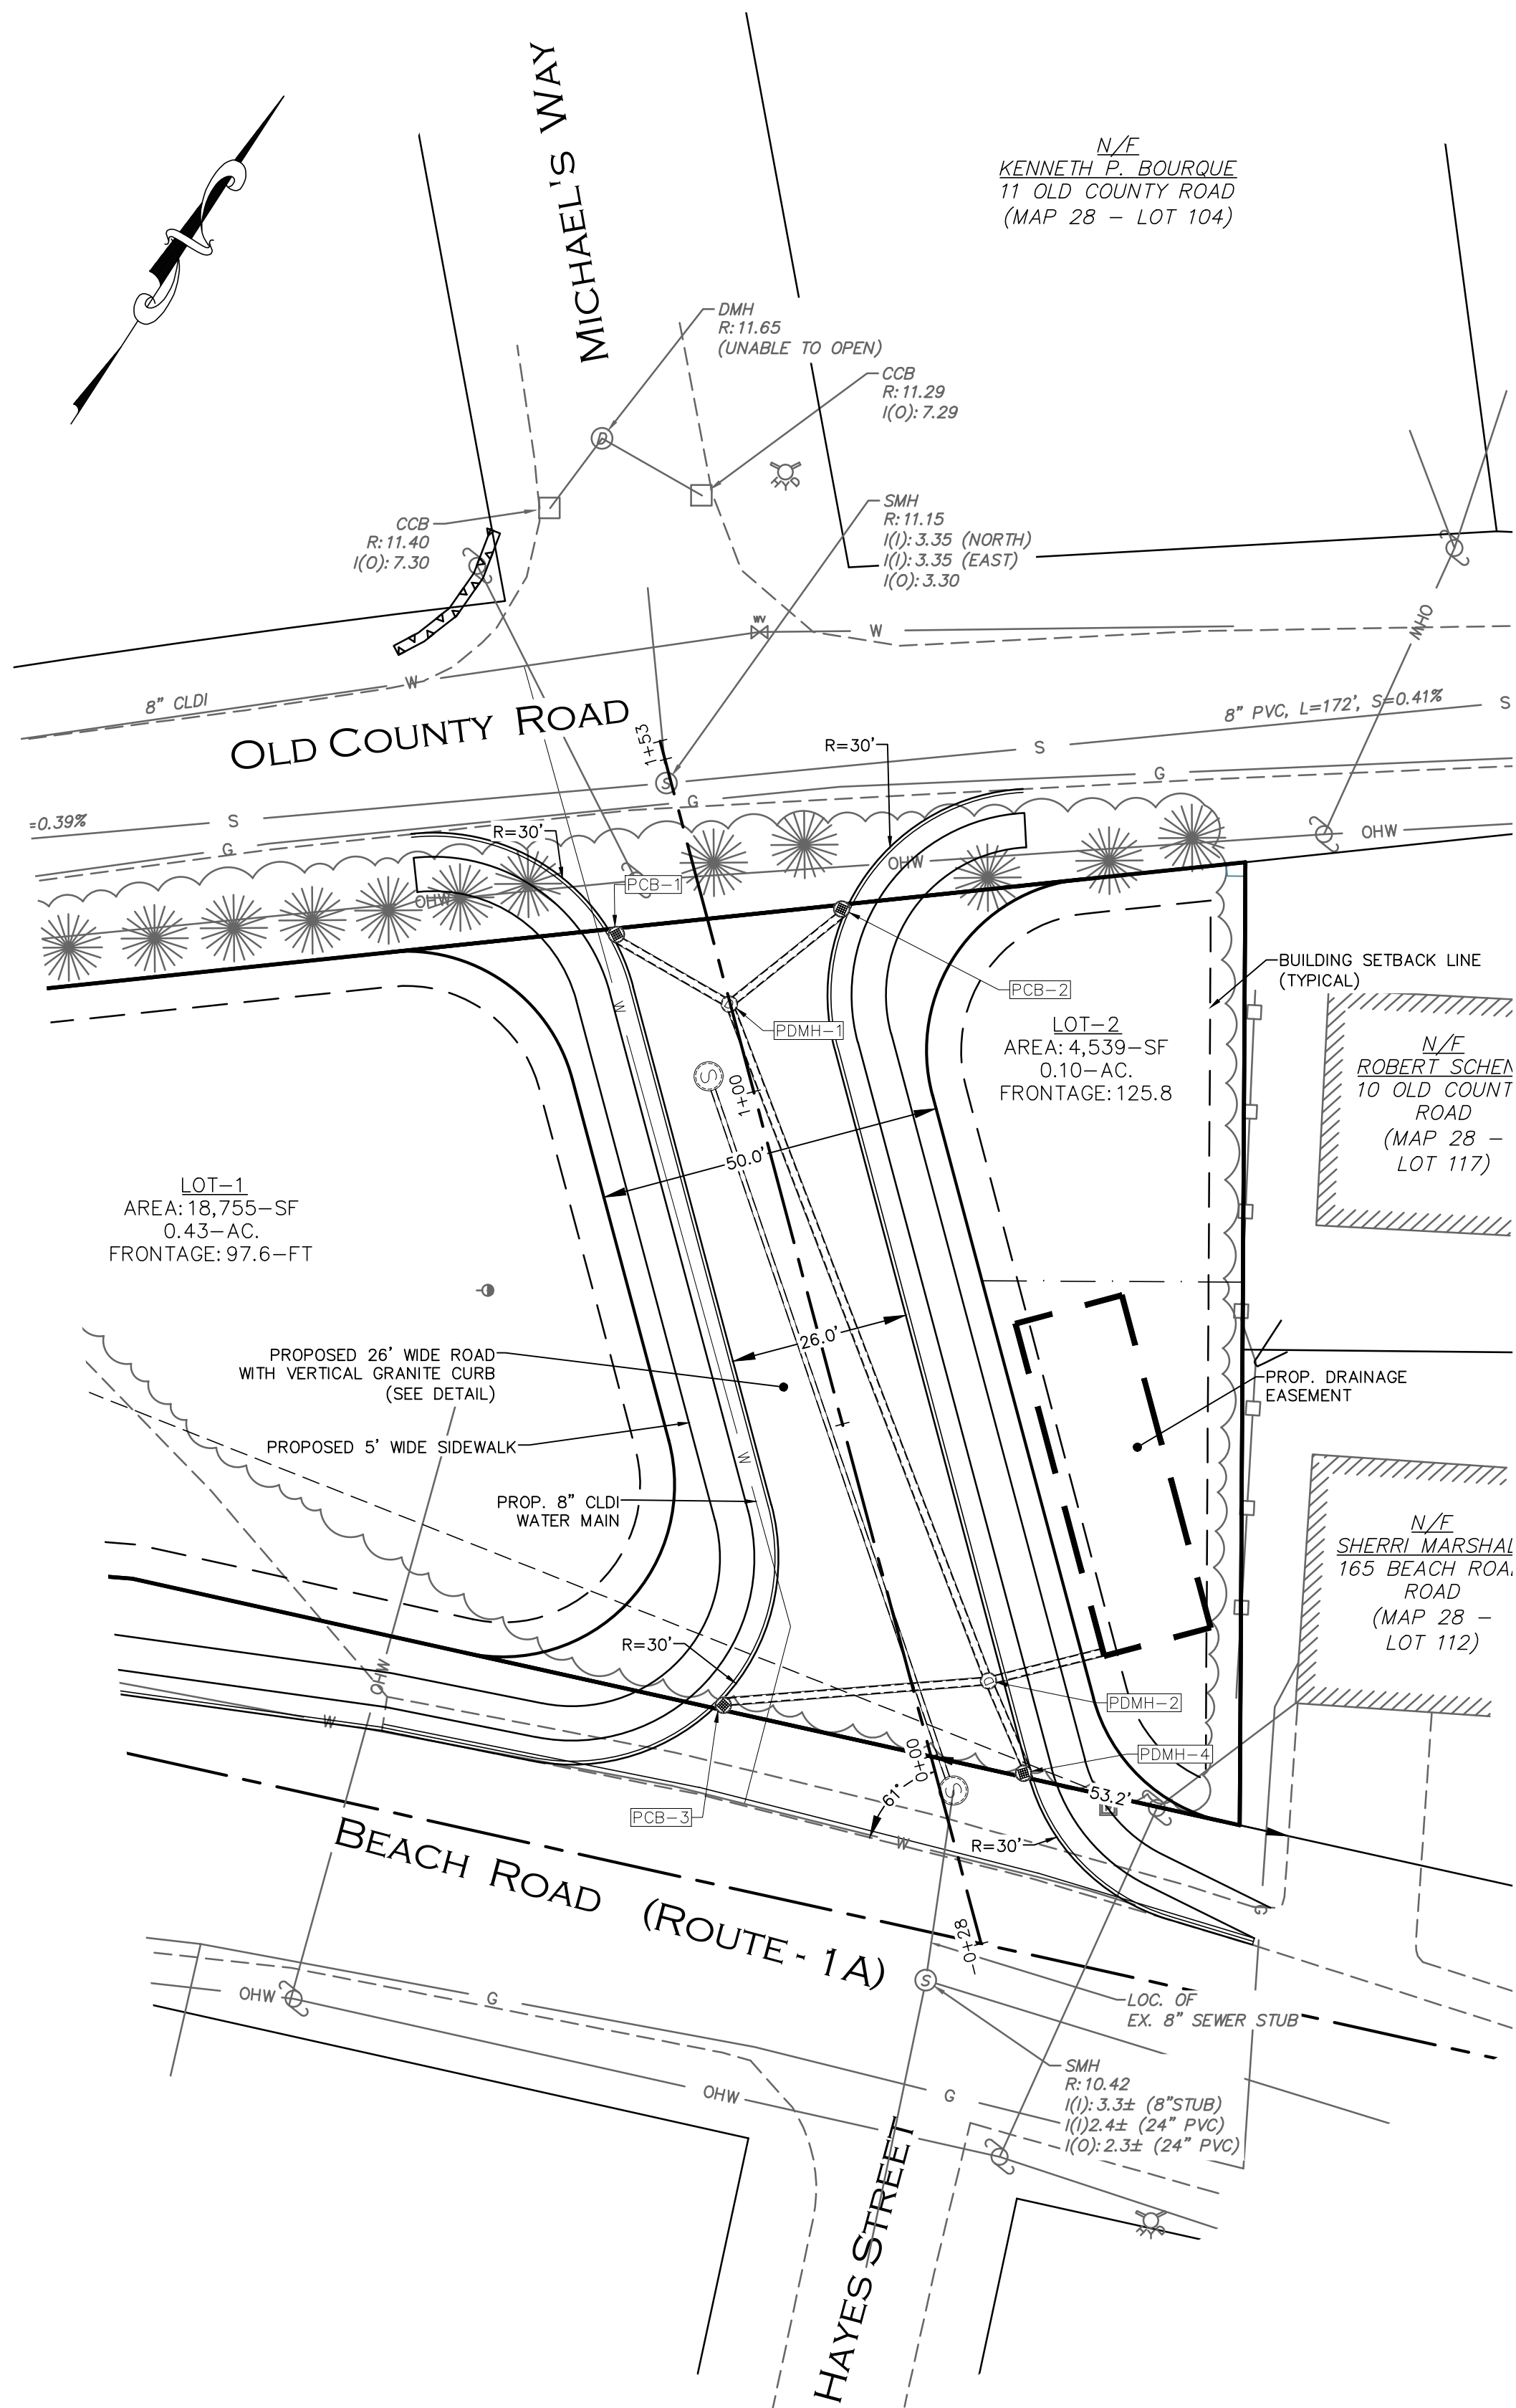 MICHAEL'S WAY
N/F
KENNETH P. BOURQUE
11 OLD COUNTY ROAD
(MAP 28 – LOT 104)
DMH
R:11.65
(UNABLE TO OPEN)
CCB
R:11.29
I(O):7.29
HYD
CCB
R:11.40
I(O):7.30
SMH
R:11.15
I(I):3.35 (NORTH)
I(I):3.35 (EAST)
I(O):3.30
OHW
WV
W
W
8" CLDI
OLD COUNTY ROAD
1+53
S
R=30'
8" PVC, L=172', S=0.41%
S
S
G
G
=0.39%
S
G
R=30'
OHW
OHW
OHW
PCB-1
PCB-2
PDMH-1
D
D
W
S
1+00
BUILDING SETBACK LINE
(TYPICAL)
LOT-2
AREA:4,539-SF
0.10-AC.
FRONTAGE:125.8
N/F
ROBERT SCHEN
10 OLD COUNT
ROAD
(MAP 28 –
LOT 117)
50.0'
LOT-1
AREA:18,755-SF
0.43-AC.
FRONTAGE:97.6-FT
26.0'
PROPOSED 26' WIDE ROAD
WITH VERTICAL GRANITE CURB
(SEE DETAIL)
PROP. DRAINAGE
EASEMENT
PROPOSED 5' WIDE SIDEWALK
W
PROP. 8" CLDI
WATER MAIN
N/F
SHERRI MARSHAL
165 BEACH ROA
ROAD
(MAP 28 –
LOT 112)
R=30'
OHW
D
PDMH-2
W
0+00
PDMH-4
S
53.2'
61°
PCB-3
W
R=30'
G
BEACH ROAD (ROUTE - 1A)
-0+28
S
OHW
G
LOC. OF
EX. 8" SEWER STUB
SMH
R:10.42
I(I):3.3± (8"STUB)
I(I)2.4± (24" PVC)
I(O):2.3± (24" PVC)
OHW
G
HYD
HAYES STREET